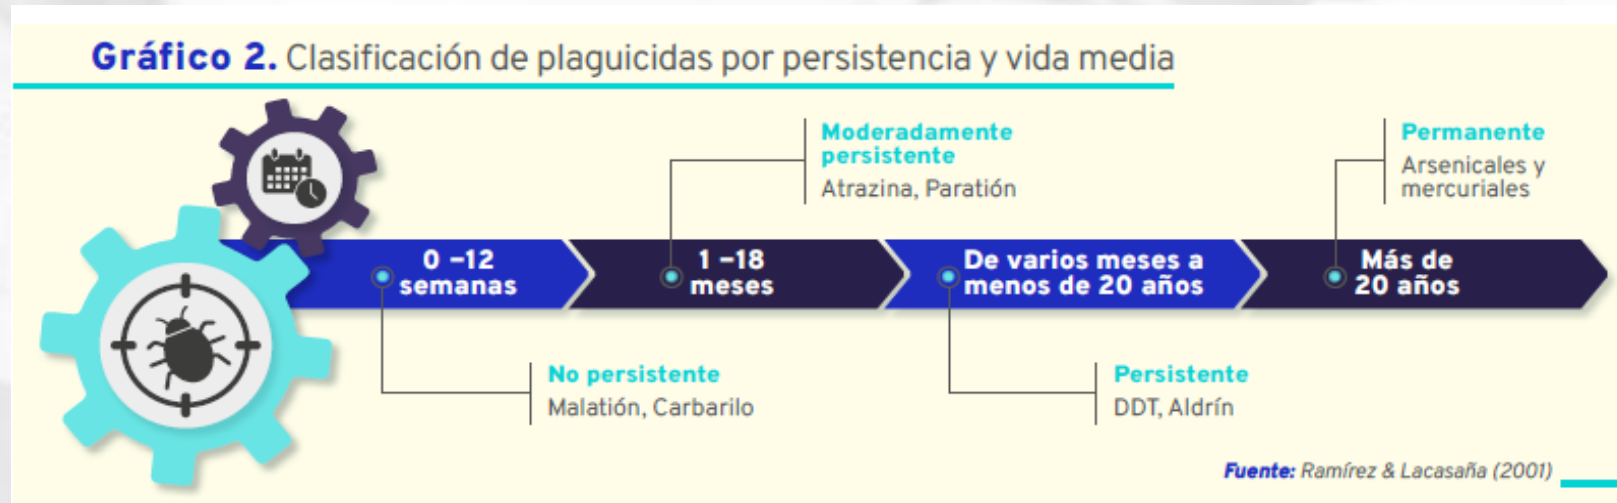 Gráfico 2. Clasificación de plaguicidas por persistencia y vida media
Moderadamente
persistente
Atrazina, Paratión
Permanente
Arsenicales y
mercuriales
0 –12
semanas
1 –18
meses
De varios meses a
menos de 20 años
Más de
20 años
No persistente
Malatión, Carbarilo
Persistente
DDT, Aldrín
Fuente: Ramírez & Lacasaña (2001)